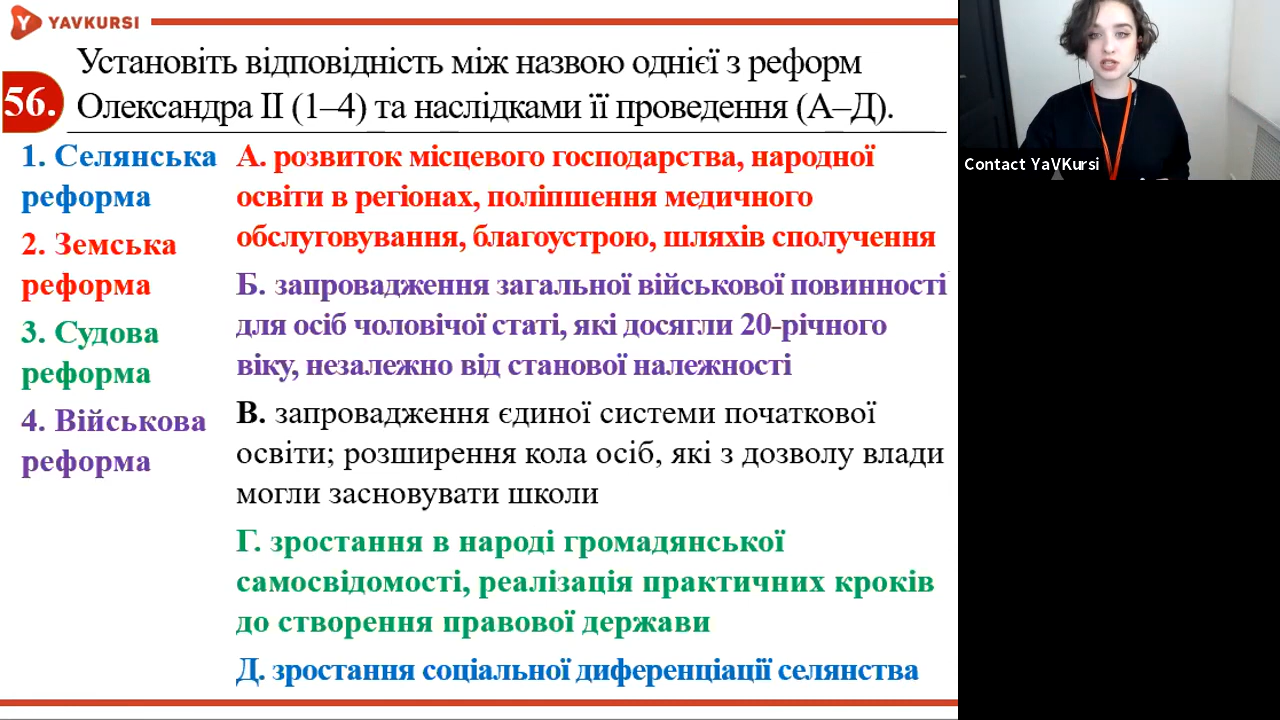 YAVKURSI
Установіть відповідність між назвою однієї з реформ
56.
Олександра ІІ (1–4) та наслідками її проведення (А–Д).
1. Селянська
реформа
2. Земська
реформа
3. Судова
реформа
4. Військова
реформа
А. розвиток місцевого господарства, народної
освіти в регіонах, поліпшення медичного
обслуговування, благоустрою, шляхів сполучення
Б. запровадження загальної військової повинності
для осіб чоловічої статі, які досягли 20-річного
віку, незалежно від станової належності
В. запровадження єдиної системи початкової
освіти; розширення кола осіб, які з дозволу влади
могли засновувати школи
Г. зростання в народі громадянської
самосвідомості, реалізація практичних кроків
до створення правової держави
Д. зростання соціальної диференціації селянства
Contact YaVKursi